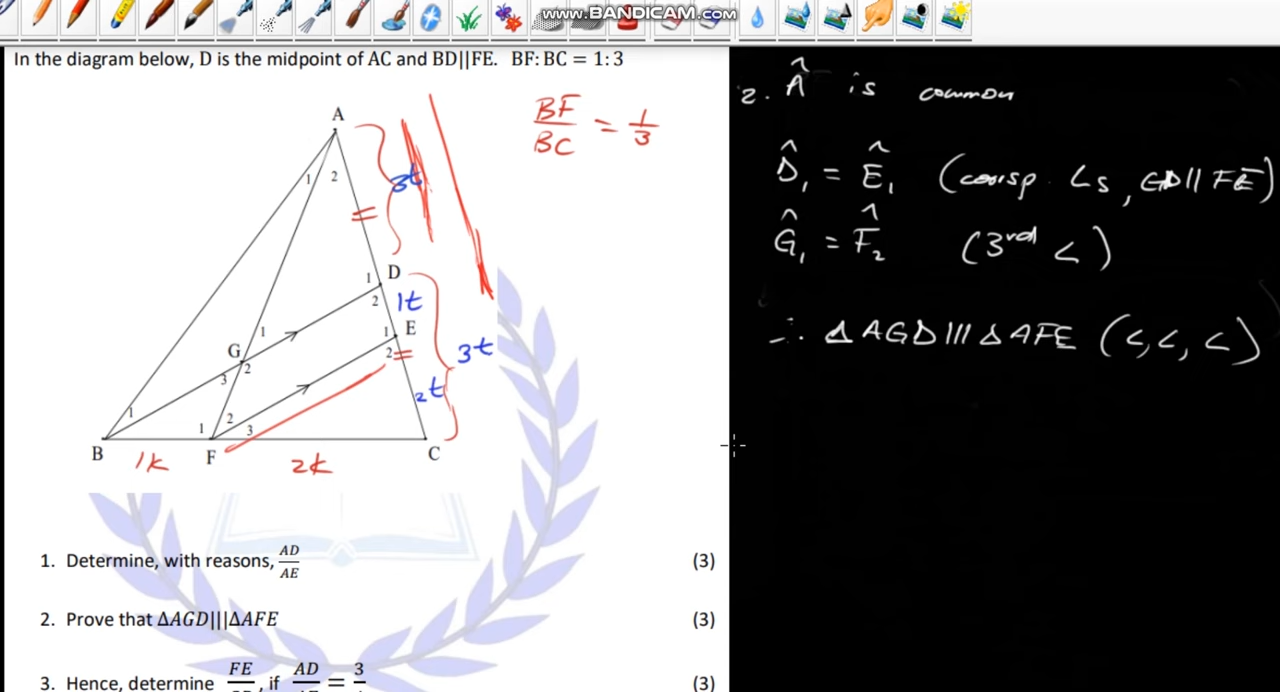 www.BANDICAM.com
In the diagram below, D is the midpoint of AC and BD||FE. BF: BC = 1: 3
BF/BC = 1/3
A
1 2
3t
1 D
2 1t
1 E
2
3t
2t
G 1
2
3
1
1 2
3
B 1k F 2k C
1. Determine, with reasons, AD/AE (3)
2. Prove that ΔAGD|||ΔAFE (3)
3. Hence, determine FE , if AD = 3 (3)
2. Â is common
D̂₁ = Ê₁ (corresp. ∠s, GD∥FE)
Ĝ₁ = F̂₂ (3rd ∠)
∴ ΔAGD|||ΔAFE (∠,∠,∠)